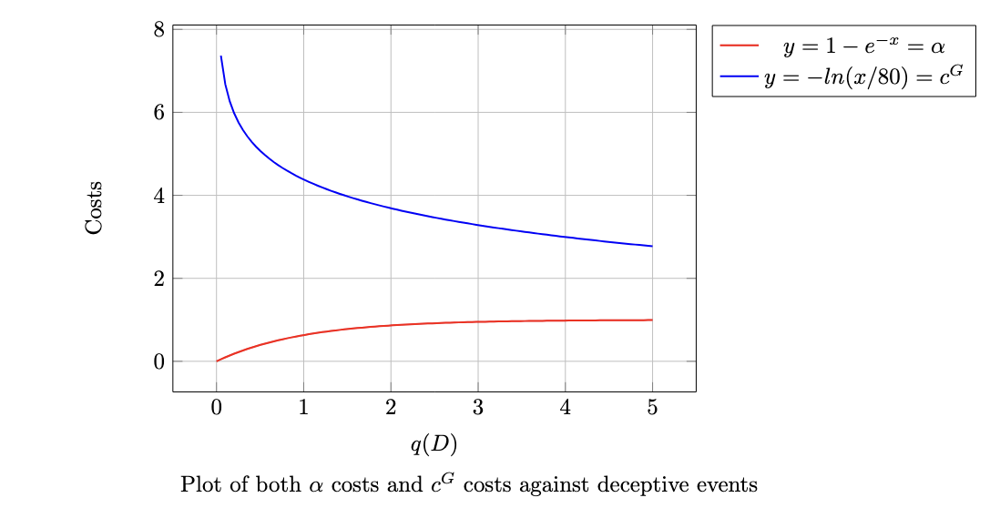 8
6
4
2
0
Costs
0 1 2 3 4 5
q(D)
y = 1 − e^{−x} = α
y = −ln(x/80) = c^G
Plot of both α costs and c^G costs against deceptive events